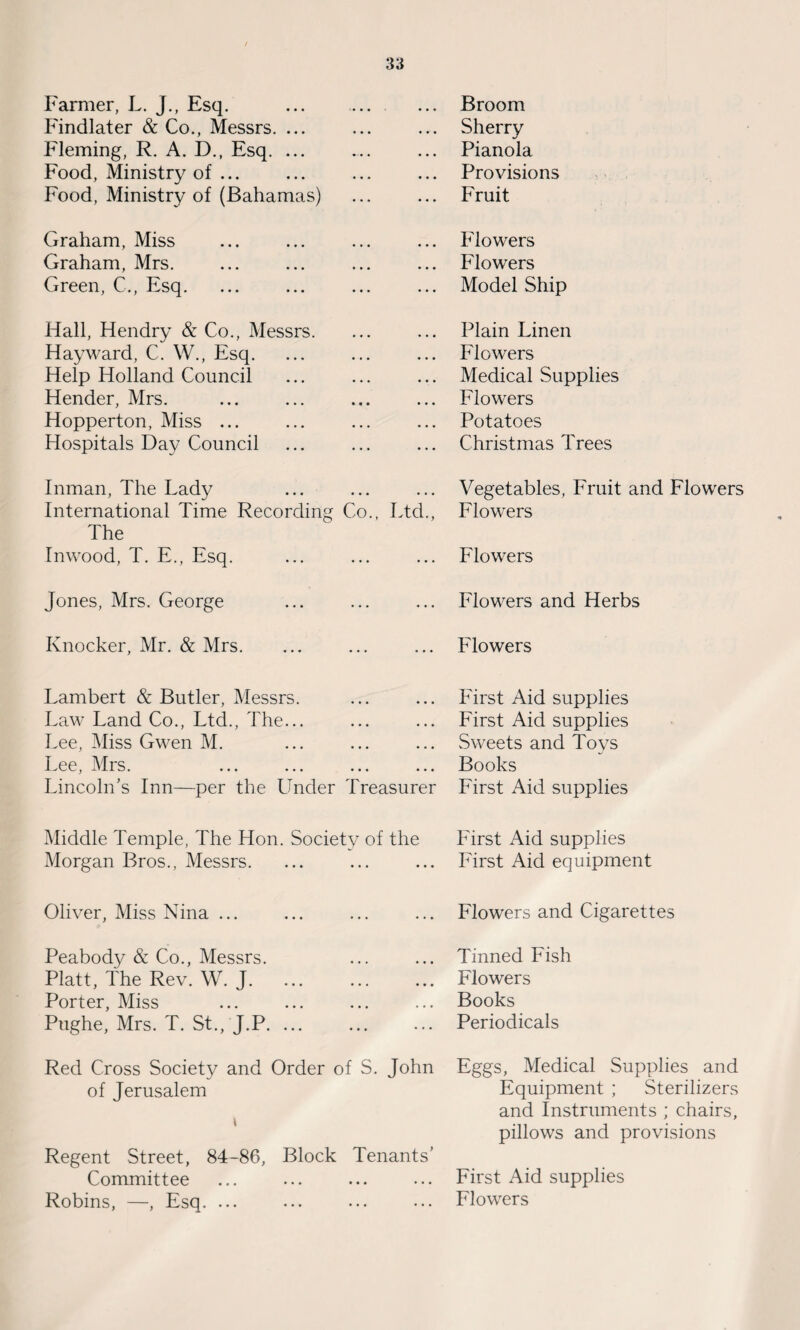 33
Farmer, L. J., Esq. ... ... ... Broom
Findlater & Co., Messrs. ... ... ... Sherry
Fleming, R. A. D., Esq. ... ... ... Pianola
Food, Ministry of ... ... ... ... Provisions
Food, Ministry of (Bahamas) ... ... Fruit
Graham, Miss ... ... ... ... Flowers
Graham, Mrs. ... ... ... ... Flowers
Green, C., Esq. ... ... ... ... Model Ship
Hall, Hendry & Co., Messrs. ... ... Plain Linen
Hayward, C. W., Esq. ... ... ... Flowers
Help Holland Council ... ... ... Medical Supplies
Hender, Mrs. ... ... ... ... Flowers
Hopperton, Miss ... ... ... ... Potatoes
Hospitals Day Council ... ... ... Christmas Trees
Inman, The Lady ... ... ... Vegetables, Fruit and Flowers
International Time Recording Co., Ltd., Flowers
The
Inwood, T. E., Esq. ... ... ... Flowers
Jones, Mrs. George ... ... ... Flowers and Herbs
Knocker, Mr. & Mrs. ... ... ... Flowers
Lambert & Butler, Messrs. ... ... First Aid supplies
Law Land Co., Ltd., The... ... ... First Aid supplies
Lee, Miss Gwen M. ... ... ... Sweets and Toys
Lee, Mrs. ... ... ... ... Books
Lincoln's Inn—per the Under Treasurer First Aid supplies
Middle Temple, The Hon. Society of the First Aid supplies
Morgan Bros., Messrs. ... ... ... First Aid equipment
Oliver, Miss Nina ... ... ... ... Flowers and Cigarettes
Peabody & Co., Messrs. ... ... Tinned Fish
Platt, The Rev. W. J. ... ... ... Flowers
Porter, Miss ... ... ... ... Books
Pughe, Mrs. T. St., J.P. ... ... ... Periodicals
Red Cross Society and Order of S. John Eggs, Medical Supplies and
of Jerusalem Equipment ; Sterilizers
and Instruments ; chairs,
pillows and provisions
Regent Street, 84-86, Block Tenants'
Committee ... ... ... ... First Aid supplies
Robins, —, Esq. ... ... ... ... Flowers